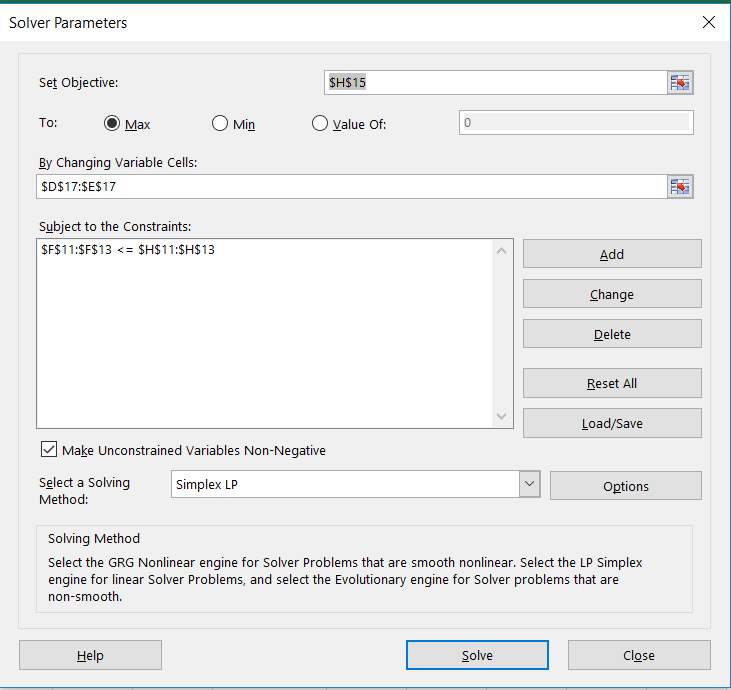 Solver Parameters
Set Objective:
$H$15
To:
Max
Min
Value Of:
0
By Changing Variable Cells:
$D$17:$E$17
Subject to the Constraints:
$F$11:$F$13 <= $H$11:$H$13
Add
Change
Delete
Reset All
Load/Save
Make Unconstrained Variables Non-Negative
Select a Solving
Method:
Simplex LP
Options
Solving Method
Select the GRG Nonlinear engine for Solver Problems that are smooth nonlinear. Select the LP Simplex
engine for linear Solver Problems, and select the Evolutionary engine for Solver problems that are
non-smooth.
Help
Solve
Close